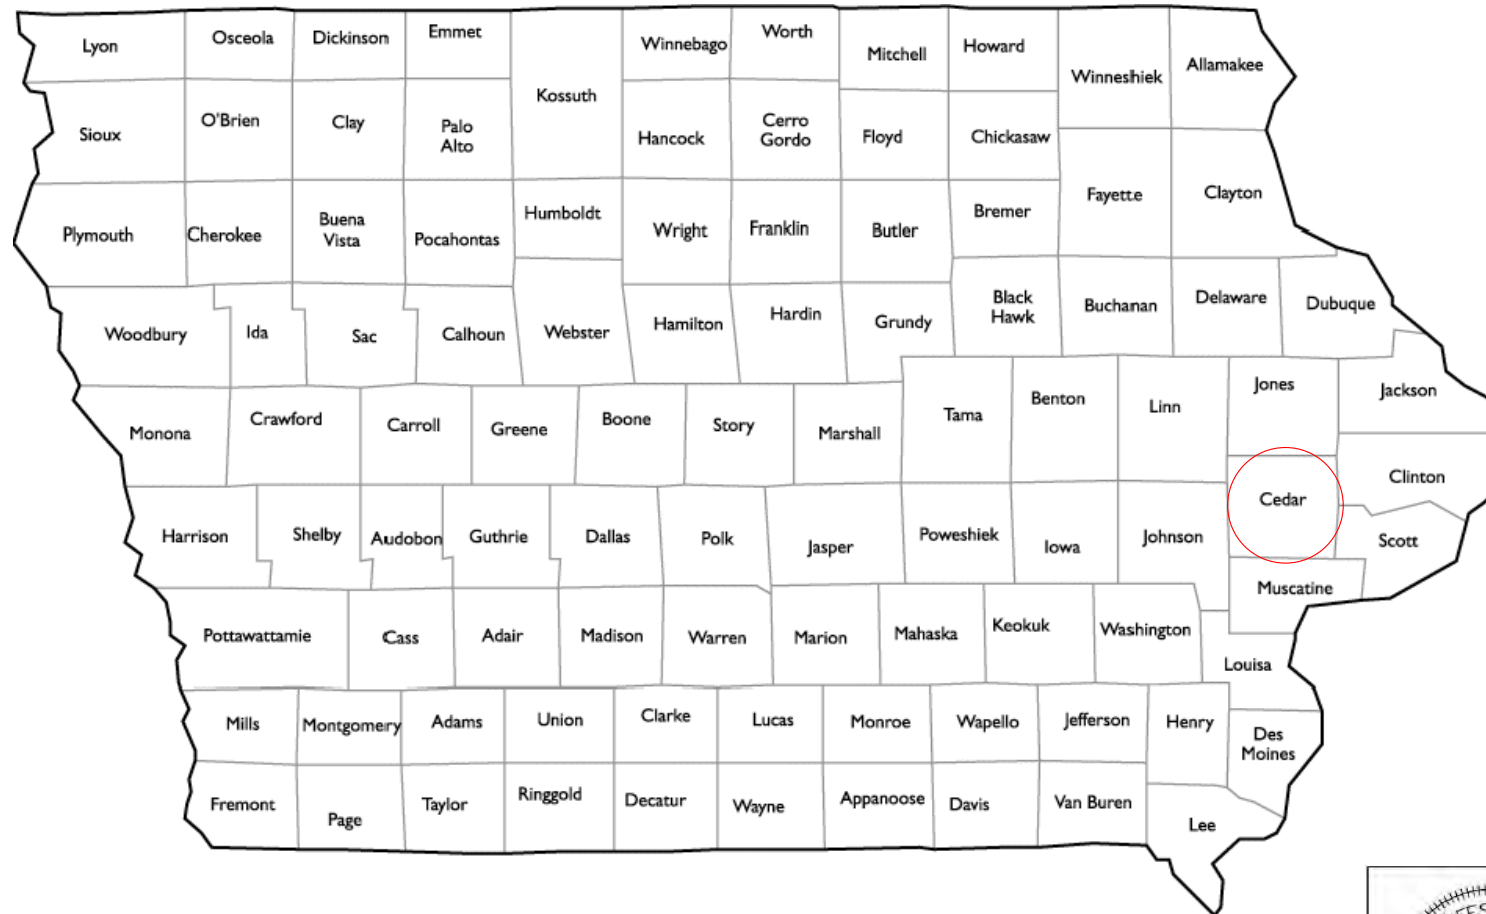 Lyon
Osceola
Dickinson
Emmet
Kossuth
Winnebago
Worth
Mitchell
Howard
Winneshiek
Allamakee
Sioux
O'Brien
Clay
Palo
Alto
Hancock
Cerro
Gordo
Floyd
Chickasaw
Plymouth
Cherokee
Buena
Vista
Pocahontas
Humboldt
Wright
Franklin
Butler
Bremer
Fayette
Clayton
Woodbury
Ida
Sac
Calhoun
Webster
Hamilton
Hardin
Grundy
Black
Hawk
Buchanan
Delaware
Dubuque
Monona
Crawford
Carroll
Greene
Boone
Story
Marshall
Tama
Benton
Linn
Jones
Jackson
Harrison
Shelby
Audobon
Guthrie
Dallas
Polk
Jasper
Poweshiek
Iowa
Johnson
Cedar
Clinton
Scott
Muscatine
Pottawattamie
Cass
Adair
Madison
Warren
Marion
Mahaska
Keokuk
Washington
Louisa
Mills
Montgomery
Adams
Union
Clarke
Lucas
Monroe
Wapello
Jefferson
Henry
Des
Moines
Fremont
Page
Taylor
Ringgold
Decatur
Wayne
Appanoose
Davis
Van Buren
Lee